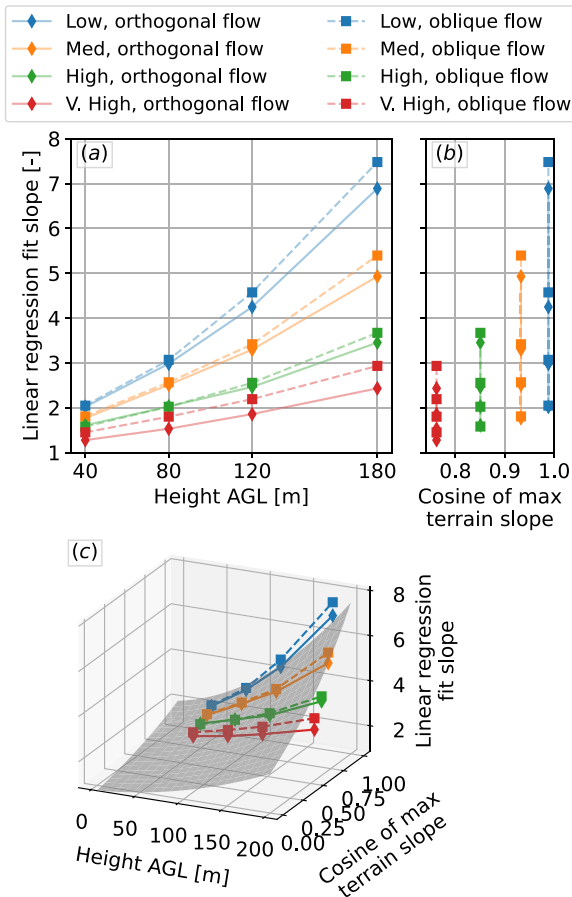 Low, orthogonal flow
Med, orthogonal flow
High, orthogonal flow
V. High, orthogonal flow
Low, oblique flow
Med, oblique flow
High, oblique flow
V. High, oblique flow
(a)
Linear regression fit slope [-]
8
7
6
5
4
3
2
1
40 80 120 180
Height AGL [m]
(b)
0.8 0.9 1.0
Cosine of max
terrain slope
(c)
8
6
4
2
Linear regression
fit slope
0 50 100 150 200
Height AGL [m]
0.00 0.25 0.50 0.75 1.00
Cosine of max
terrain slope